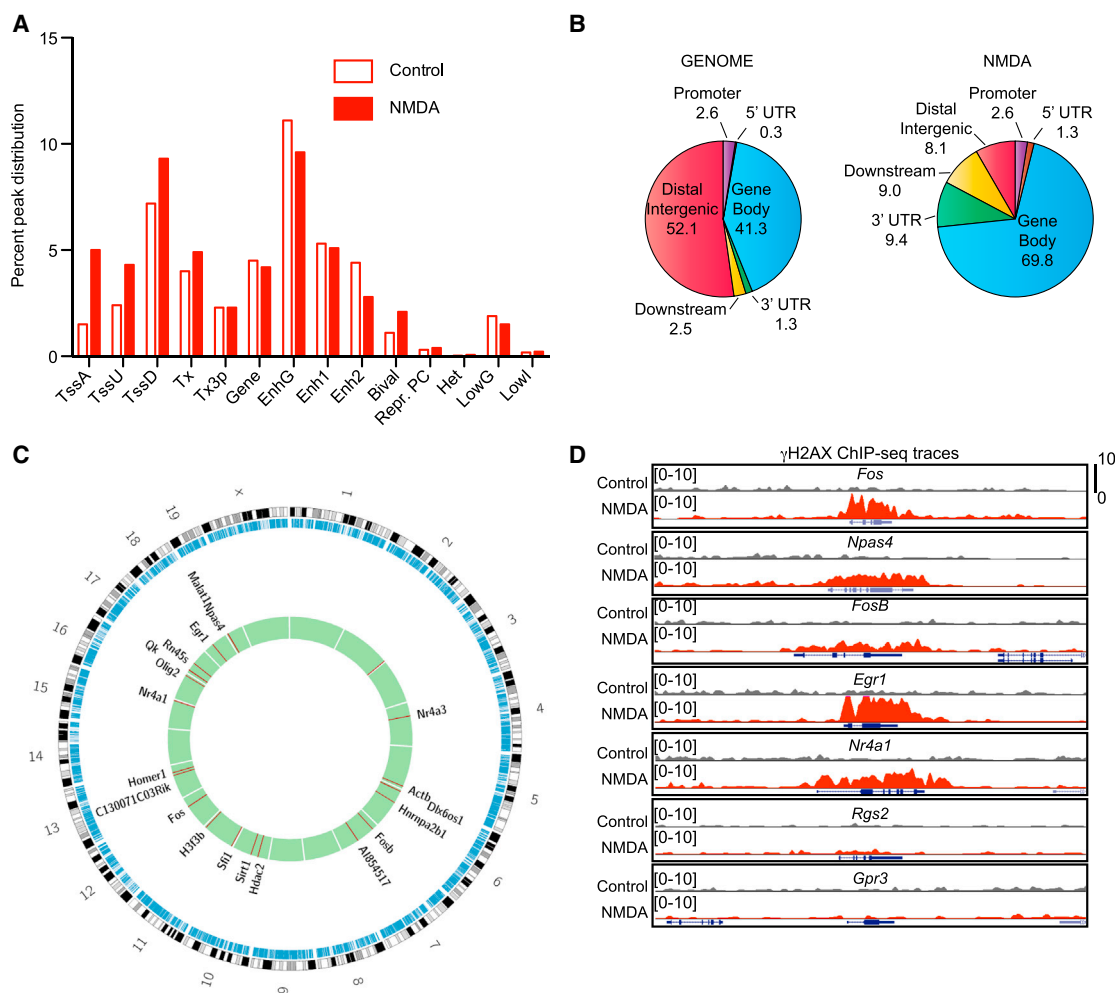 A
15
10
5
0
Percent peak distribution
Control
NMDA
TssA
TssU
TssD
Tx
Tx3p
Gene
EnhG
Enh1
Enh2
Bival
Repr. PC
Het
LowG
LowI
B
GENOME
Promoter
2.6
5' UTR
0.3
Distal
Intergenic
52.1
Gene
Body
41.3
Downstream
2.5
3' UTR
1.3
NMDA
Promoter
2.6
5' UTR
1.3
Distal
Intergenic
8.1
Downstream
9.0
3' UTR
9.4
Gene
Body
69.8
C
1
2
3
4
5
6
7
8
9
10
11
12
13
14
15
16
17
18
19
x
Nr4a3
Actb
Dlx6os1
Hnrnpa2b1
Fosb
AI854517
Hdac2
Sirt1
Sfi1
H3f3b
Fos
C130071C03Rik
Homer1
Nr4a1
Olig2
Qk
Rn45s
Egr1
Malat1
Npas4
D
γH2AX ChIP-seq traces
10
0
Control [0-10] Fos
NMDA [0-10]
Control [0-10] Npas4
NMDA [0-10]
Control [0-10] FosB
NMDA [0-10]
Control [0-10] Egr1
NMDA [0-10]
Control [0-10] Nr4a1
NMDA [0-10]
Control [0-10] Rgs2
NMDA [0-10]
Control [0-10] Gpr3
NMDA [0-10]